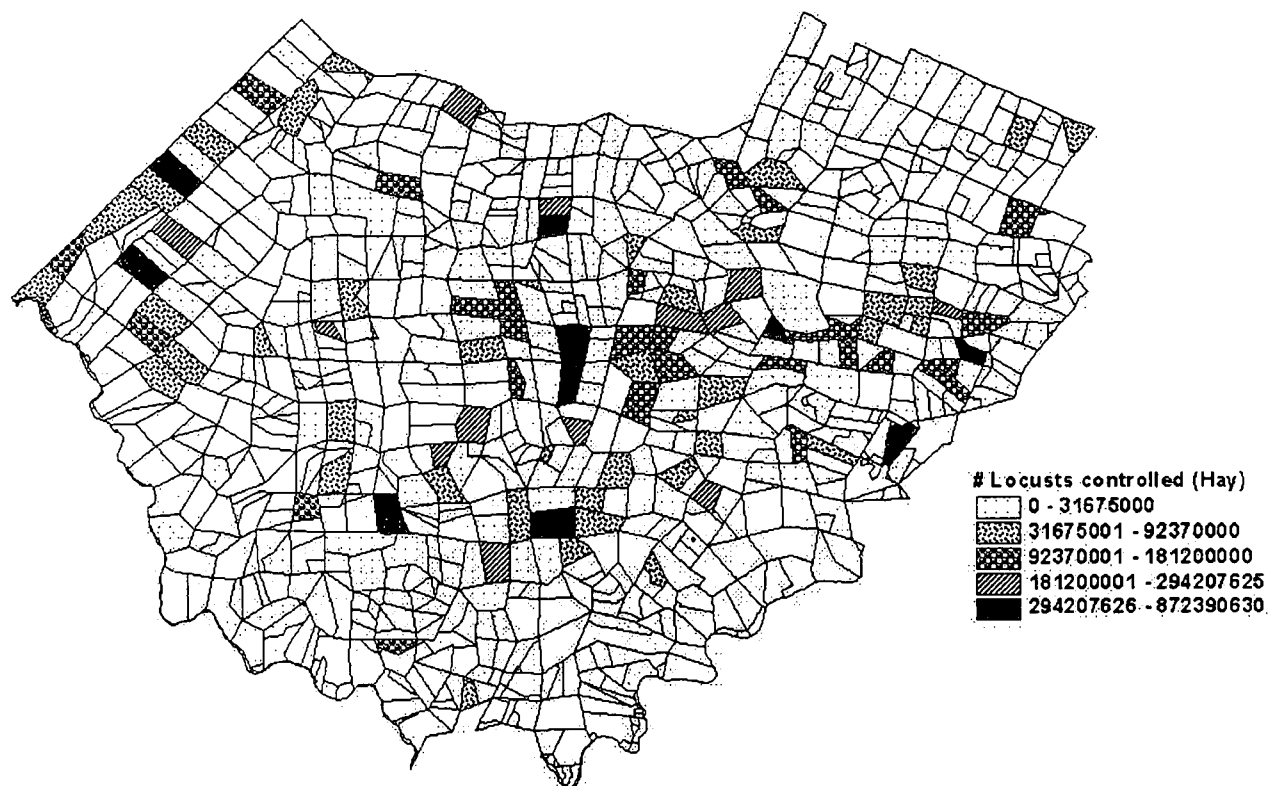 # Locusts controlled (Hay)
0 - 31675000
31675001 - 92370000
92370001 - 181200000
181200001 - 294207625
294207626 - 872390630